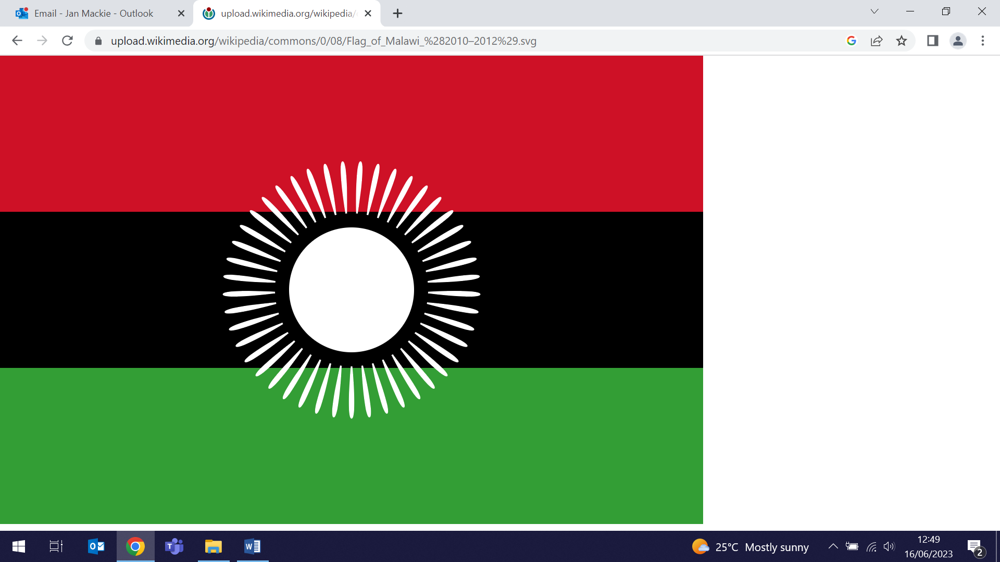 Email - Jan Mackie - Outlook
upload.wikimedia.org/wikipedia/
upload.wikimedia.org/wikipedia/commons/0/08/Flag_of_Malawi_%282010–2012%29.svg
25°C Mostly sunny
12:49
16/06/2023
2